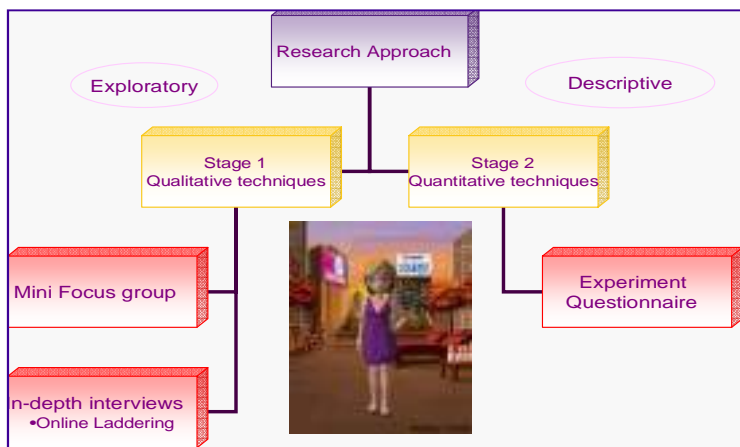 Research Approach
Exploratory
Descriptive
Stage 1
Qualitative techniques
Stage 2
Quantitative techniques
Mini Focus group
Experiment
Questionnaire
In-depth interviews
•Online Laddering